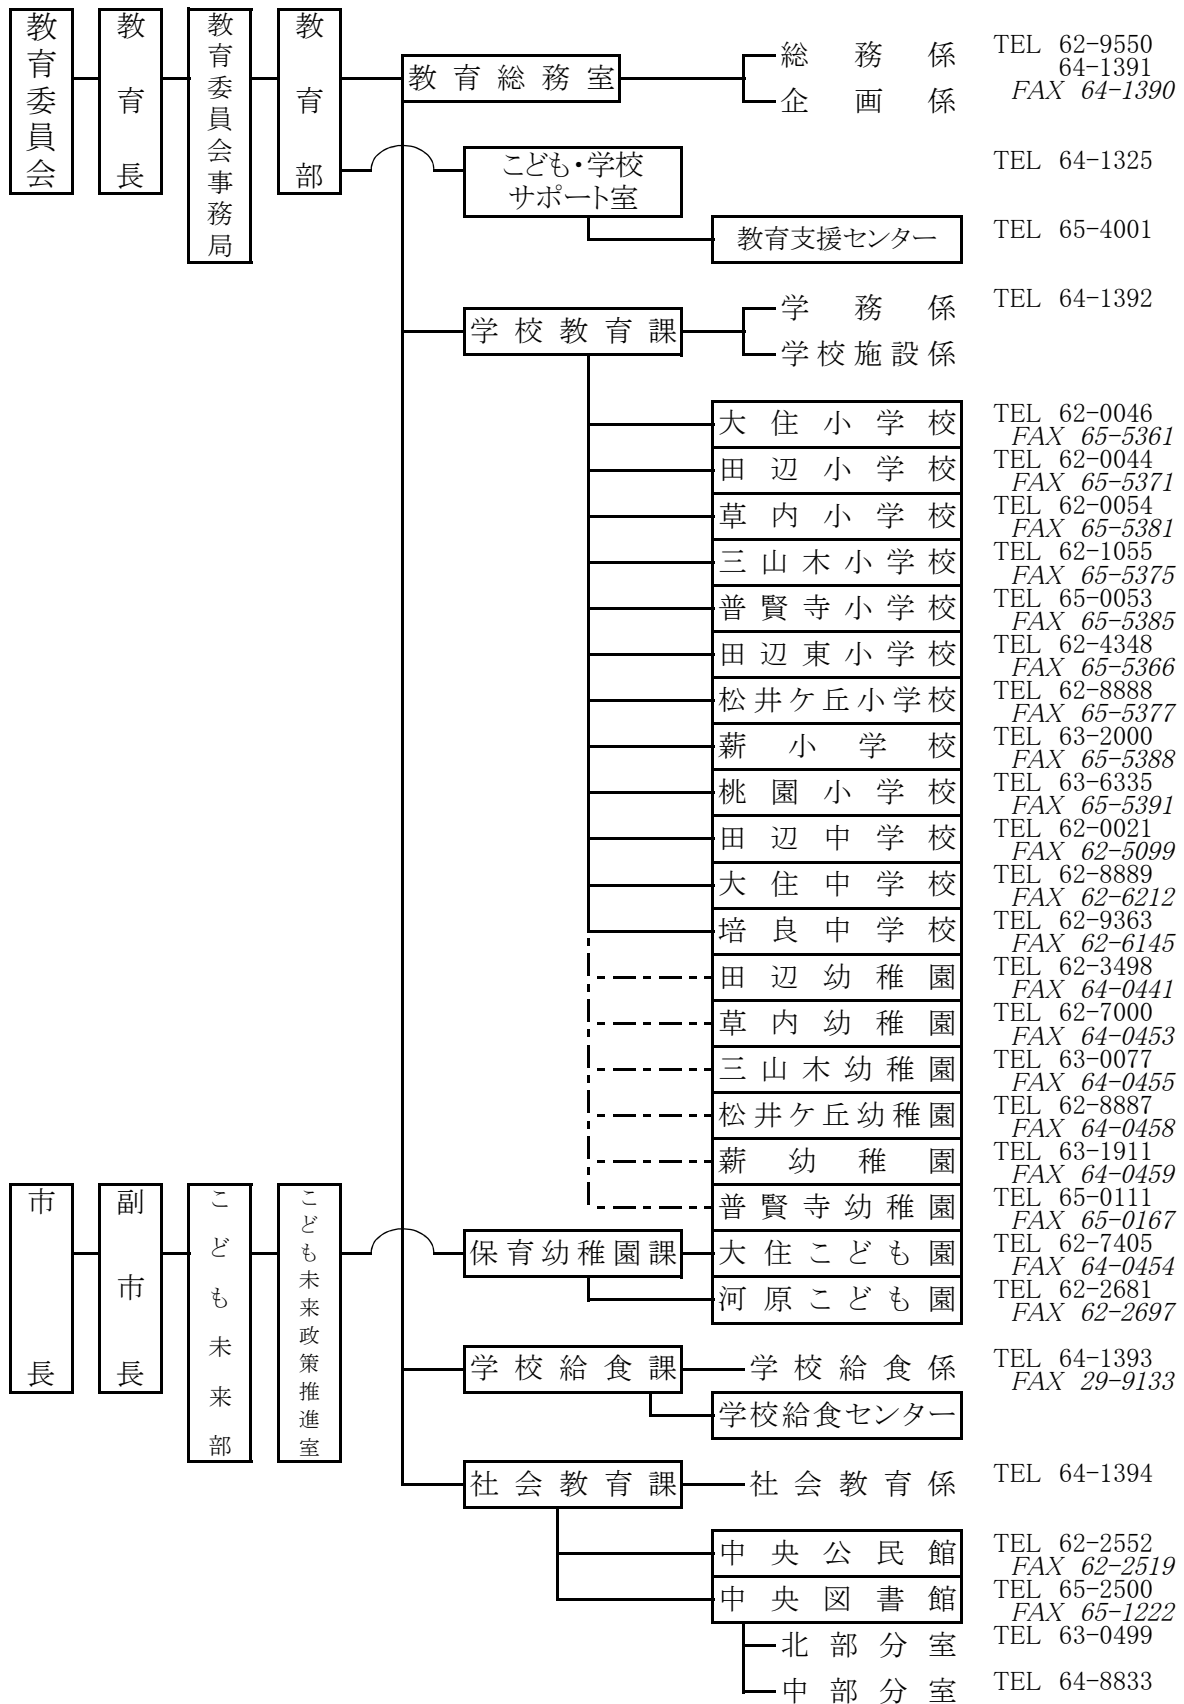 教育委員会
教育長
教育委員会事務局
教育部
教育総務室
総務係 TEL 62-9550
64-1391
企画係 FAX 64-1390
こども・学校
サポート室
TEL 64-1325
教育支援センター TEL 65-4001
学校教育課
学務係 TEL 64-1392
学校施設係
大住小学校 TEL 62-0046
FAX 65-5361
田辺小学校 TEL 62-0044
FAX 65-5371
草内小学校 TEL 62-0054
FAX 65-5381
三山木小学校 TEL 62-1055
FAX 65-5375
普賢寺小学校 TEL 65-0053
FAX 65-5385
田辺東小学校 TEL 62-4348
FAX 65-5366
松井ケ丘小学校 TEL 62-8888
FAX 65-5377
薪小学校 TEL 63-2000
FAX 65-5388
桃園小学校 TEL 63-6335
FAX 65-5391
田辺中学校 TEL 62-0021
FAX 62-5099
大住中学校 TEL 62-8889
FAX 62-6212
培良中学校 TEL 62-9363
FAX 62-6145
田辺幼稚園 TEL 62-3498
FAX 64-0441
草内幼稚園 TEL 62-7000
FAX 64-0453
三山木幼稚園 TEL 63-0077
FAX 64-0455
松井ケ丘幼稚園 TEL 62-8887
FAX 64-0458
薪幼稚園 TEL 63-1911
FAX 64-0459
普賢寺幼稚園 TEL 65-0111
FAX 65-0167
市長
副市長
こども未来部
こども未来政策推進室
保育幼稚園課
大住こども園 TEL 62-7405
FAX 64-0454
河原こども園 TEL 62-2681
FAX 62-2697
学校給食課
学校給食係 TEL 64-1393
FAX 29-9133
学校給食センター
社会教育課
社会教育係 TEL 64-1394
中央公民館 TEL 62-2552
FAX 62-2519
中央図書館 TEL 65-2500
FAX 65-1222
北部分室 TEL 63-0499
中部分室 TEL 64-8833